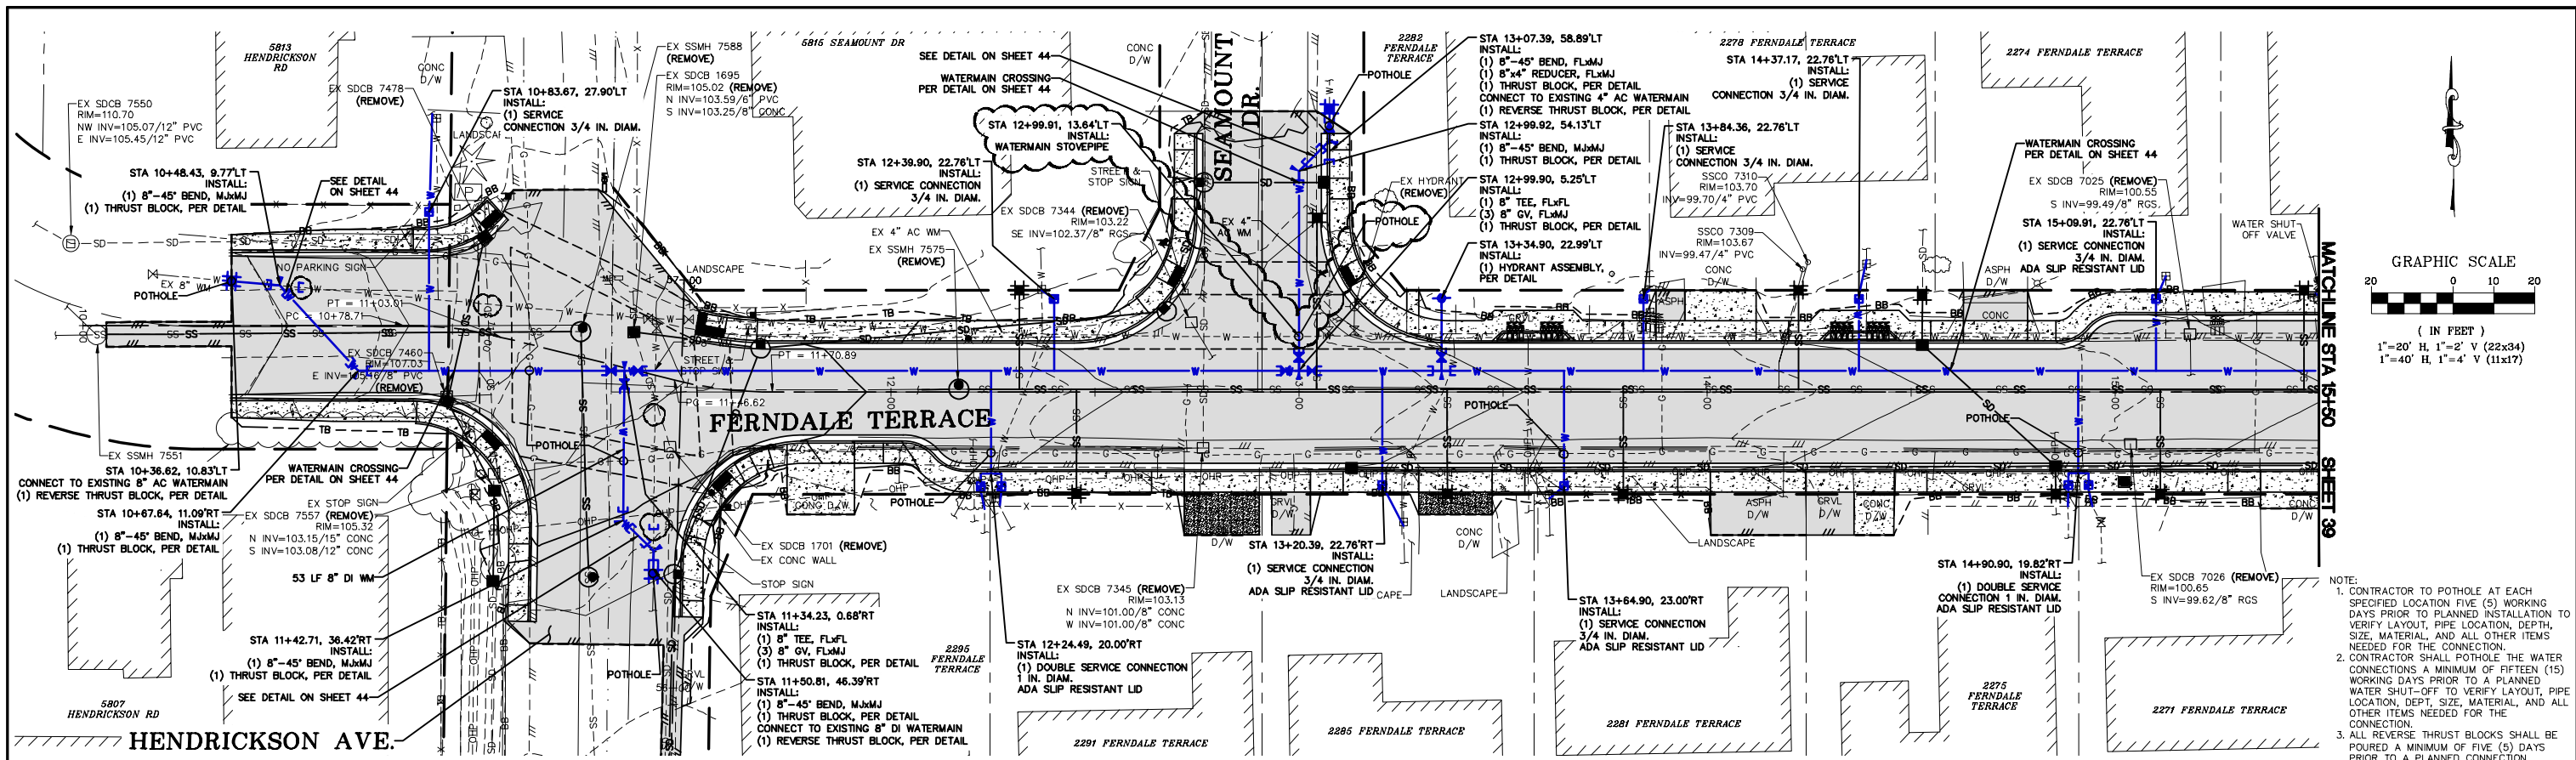 5813
HENDRICKSON
RD
EX SDCB 7550
RIM=110.70
NW INV=105.07/12" PVC
E INV=105.45/12" PVC
CONC
D/W
EX SDCB 7478
(REMOVE)
STA 10+83.67, 27.90'LT
INSTALL:
(1) SERVICE
CONNECTION 3/4 IN. DIAM.
EX SSMH 7588
(REMOVE)
EX SDCB 1695
RIM=105.02 (REMOVE)
N INV=103.59/6" PVC
S INV=103.25/8" CONC
5815 SEAMOUNT DR
STA 10+48.43, 9.77'LT
INSTALL:
(1) 8"-45° BEND, MJxMJ
(1) THRUST BLOCK, PER DETAIL
SEE DETAIL
ON SHEET 44
SEE DETAIL ON SHEET 44
WATERMAIN CROSSING
PER DETAIL ON SHEET 44
STA 12+99.91, 13.64'LT
INSTALL:
WATERMAIN STOVEPIPE
STA 12+39.90, 22.76'LT
INSTALL:
(1) SERVICE CONNECTION
3/4 IN. DIAM.
STREET &
STOP SIGN
EX SDCB 7344 (REMOVE)
RIM=103.22
SE INV=102.37/8" RGS
EX 4" AC WM
EX SSMH 7575
(REMOVE)
CONC
D/W
SEAMOUNT
DR.
EX 4"
AC WM
2282
FERNDALE
TERRACE
POTHOLE
EX HYDRANT
(REMOVE)
POTHOLE
STA 13+07.39, 58.89'LT
INSTALL:
(1) 8"-45° BEND, FLxMJ
(1) 8"x4" REDUCER, FLxMJ
(1) THRUST BLOCK, PER DETAIL
CONNECT TO EXISTING 4" AC WATERMAIN
(1) REVERSE THRUST BLOCK, PER DETAIL
STA 12+99.92, 54.13'LT
INSTALL:
(1) 8"-45° BEND, MJxMJ
(1) THRUST BLOCK, PER DETAIL
STA 12+99.90, 5.25'LT
INSTALL:
(1) 8" TEE, FLxFL
(3) 8" GV, FLxMJ
(1) THRUST BLOCK, PER DETAIL
STA 13+34.90, 22.99'LT
INSTALL:
(1) HYDRANT ASSEMBLY,
PER DETAIL
2278 FERNDALE TERRACE
STA 14+37.17, 22.76'LT
INSTALL:
(1) SERVICE
CONNECTION 3/4 IN. DIAM.
STA 13+84.36, 22.76'LT
INSTALL:
(1) SERVICE
CONNECTION 3/4 IN. DIAM.
SSCO 7310
RIM=103.70
INV=99.70/4" PVC
SSCO 7309
RIM=103.67
INV=99.47/4" PVC
CONC
D/W
2274 FERNDALE TERRACE
WATERMAIN CROSSING
PER DETAIL ON SHEET 44
EX SDCB 7025 (REMOVE)
RIM=100.55
S INV=99.49/8" RGS
STA 15+09.91, 22.76'LT
INSTALL:
(1) SERVICE CONNECTION
3/4 IN. DIAM.
ADA SLIP RESISTANT LID
ASPH
D/W
CONC
WATER SHUT-
OFF VALVE
MATCHLINE STA 15+50 SHEET 39
GRAPHIC SCALE
20 0 10 20
( IN FEET )
1"=20' H, 1"=2' V (22x34)
1"=40' H, 1"=4' V (11x17)
NO PARKING SIGN
EX 8" WM
POTHOLE
PT = 11+03.01
PC = 10+78.71
LANDSCAPE
EX SDCB 7460
RIM=107.03
(REMOVE)
STREET &
STOP SIGN
PT = 11+70.89
PC = 11+46.62
FERNDALE TERRACE
POTHOLE
POTHOLE
POTHOLE
POTHOLE
EX SSMH 7551
STA 10+36.62, 10.83'LT
CONNECT TO EXISTING 8" AC WATERMAIN
(1) REVERSE THRUST BLOCK, PER DETAIL
WATERMAIN CROSSING
PER DETAIL ON SHEET 44
EX STOP SIGN
STA 10+67.64, 11.09'RT
INSTALL:
(1) 8"-45° BEND, MJxMJ
(1) THRUST BLOCK, PER DETAIL
EX SDCB 7557 (REMOVE)
RIM=105.32
N INV=103.15/15" CONC
S INV=103.08/12" CONC
53 LF 8" DI WM
STA 11+42.71, 36.42'RT
INSTALL:
(1) 8"-45° BEND, MJxMJ
(1) THRUST BLOCK, PER DETAIL
SEE DETAIL ON SHEET 44
5807
HENDRICKSON RD
HENDRICKSON AVE.
EX SDCB 1701 (REMOVE)
EX CONC WALL
STOP SIGN
STA 11+34.23, 0.68'RT
INSTALL:
(1) 8" TEE, FLxFL
(3) 8" GV, FLxMJ
(1) THRUST BLOCK, PER DETAIL
STA 11+50.81, 46.39'RT
INSTALL:
(1) 8"-45° BEND, MJxMJ
(1) THRUST BLOCK, PER DETAIL
CONNECT TO EXISTING 8" DI WATERMAIN
(1) REVERSE THRUST BLOCK, PER DETAIL
POTHOLE
CONC D/W
2295
FERNDALE
TERRACE
EX SDCB 7345 (REMOVE)
RIM=103.13
N INV=101.00/8" CONC
W INV=101.00/8" CONC
STA 12+24.49, 20.00'RT
INSTALL:
(1) DOUBLE SERVICE CONNECTION
1 IN. DIAM.
ADA SLIP RESISTANT LID
2291 FERNDALE TERRACE
D/W
GRVL
D/W
STA 13+20.39, 22.76'RT
INSTALL:
(1) SERVICE CONNECTION
3/4 IN. DIAM.
ADA SLIP RESISTANT LID
2285 FERNDALE TERRACE
CONC
D/W
LANDSCAPE
STA 13+64.90, 23.00'RT
INSTALL:
(1) SERVICE CONNECTION
3/4 IN. DIAM.
ADA SLIP RESISTANT LID
LANDSCAPE
ASPH
D/W
GRVL
D/W
CONC
D/W
2281 FERNDALE TERRACE
STA 14+90.90, 19.82'RT
INSTALL:
(1) DOUBLE SERVICE
CONNECTION 1 IN. DIAM.
ADA SLIP RESISTANT LID
2275
FERNDALE
TERRACE
EX SDCB 7026 (REMOVE)
RIM=100.65
S INV=99.62/8" RGS
CONC
D/W
2271 FERNDALE TERRACE
NOTE:
1. CONTRACTOR TO POTHOLE AT EACH
SPECIFIED LOCATION FIVE (5) WORKING
DAYS PRIOR TO PLANNED INSTALLATION TO
VERIFY LAYOUT, PIPE LOCATION, DEPTH,
SIZE, MATERIAL, AND ALL OTHER ITEMS
NEEDED FOR THE CONNECTION.
2. CONTRACTOR SHALL POTHOLE THE WATER
CONNECTIONS A MINIMUM OF FIFTEEN (15)
WORKING DAYS PRIOR TO A PLANNED
WATER SHUT-OFF TO VERIFY LAYOUT, PIPE
LOCATION, DEPT, SIZE, MATERIAL, AND ALL
OTHER ITEMS NEEDED FOR THE
CONNECTION.
3. ALL REVERSE THRUST BLOCKS SHALL BE
POURED A MINIMUM OF FIVE (5) DAYS
PRIOR TO A PLANNED CONNECTION